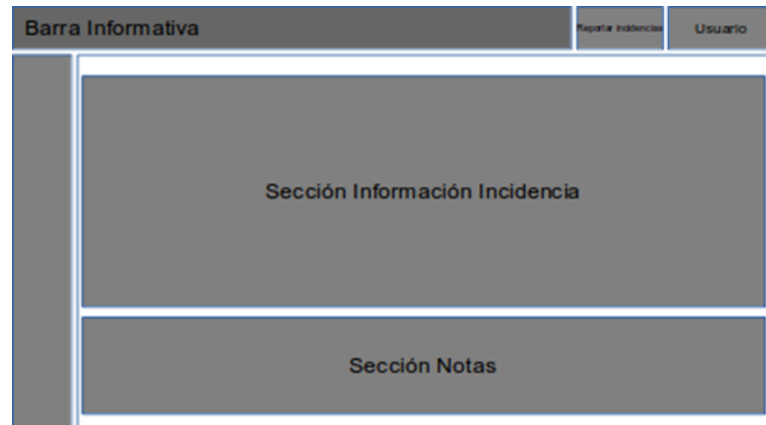 Barra Informativa
Reportar Incidencias
Usuario
Sección Información Incidencia
Sección Notas